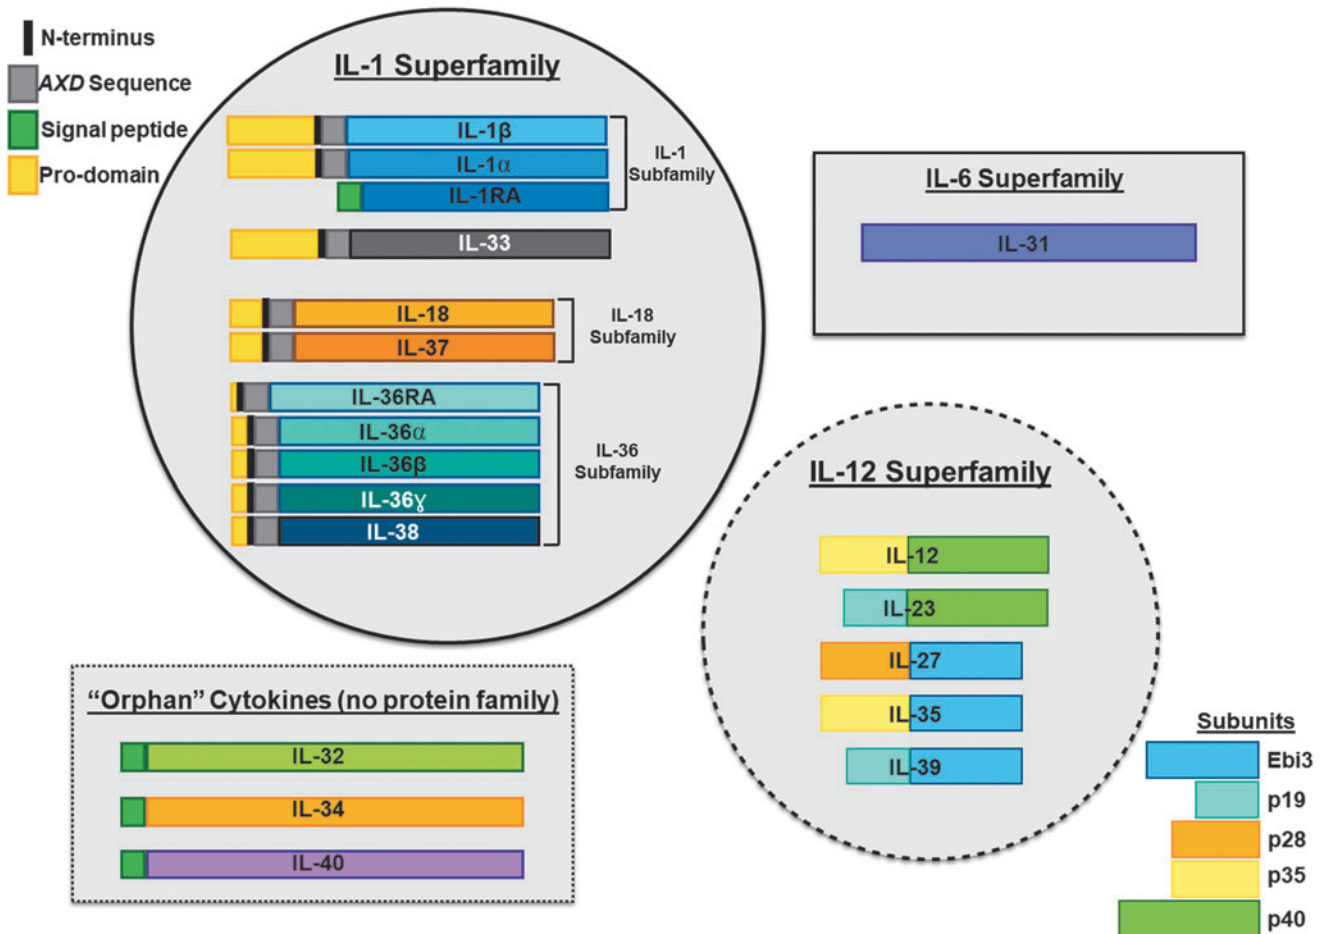 N-terminus
AXD Sequence
Signal peptide
Pro-domain
IL-1 Superfamily
IL-1β
IL-1α
IL-1RA
IL-1
Subfamily
IL-33
IL-18
IL-37
IL-18
Subfamily
IL-36RA
IL-36α
IL-36β
IL-36ɣ
IL-38
IL-36
Subfamily
IL-6 Superfamily
IL-31
IL-12 Superfamily
IL-12
IL-23
IL-27
IL-35
IL-39
“Orphan” Cytokines (no protein family)
IL-32
IL-34
IL-40
Subunits
Ebi3
p19
p28
p35
p40